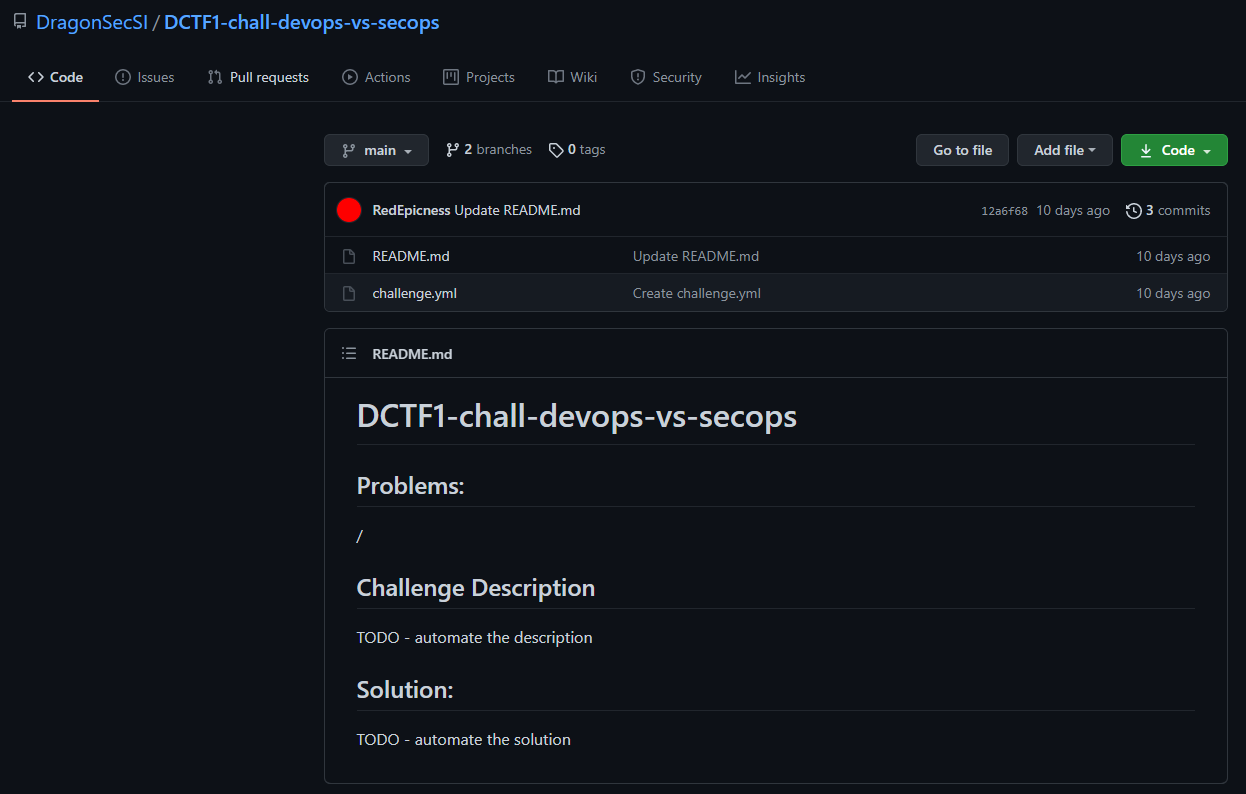 DragonSecSI / DCTF1-chall-devops-vs-secops
Code Issues Pull requests Actions Projects Wiki Security Insights
main 2 branches 0 tags Go to file Add file Code
RedEpicness Update README.md 12a6f68 10 days ago 3 commits
README.md Update README.md 10 days ago
challenge.yml Create challenge.yml 10 days ago
README.md
DCTF1-chall-devops-vs-secops
Problems:
/
Challenge Description
TODO - automate the description
Solution:
TODO - automate the solution